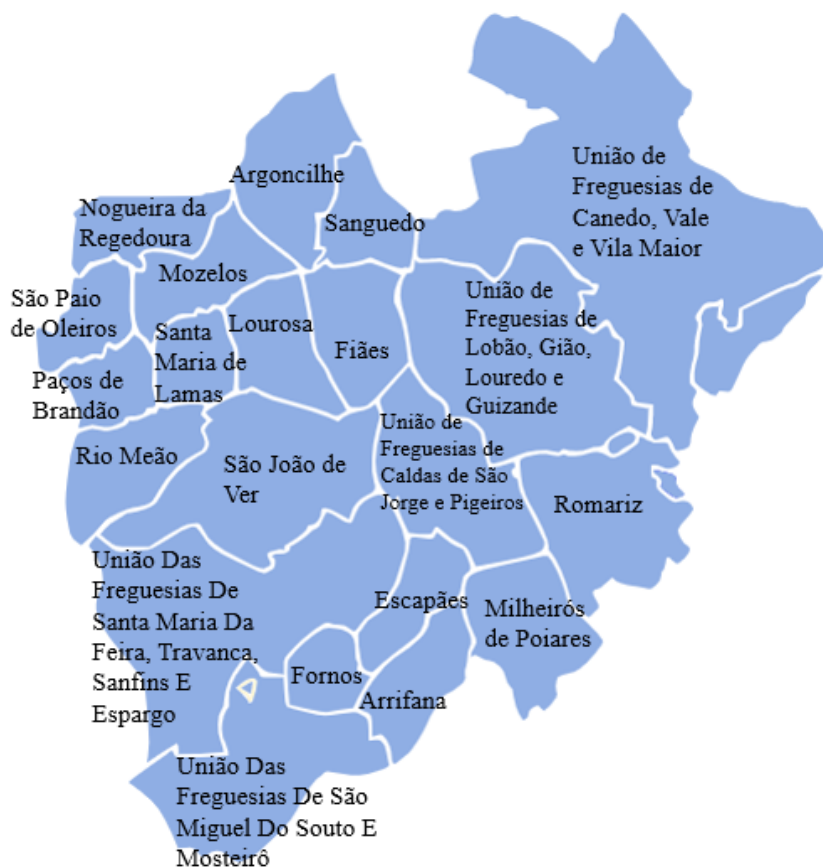 Argoncilhe
União de
Freguesias de
Canedo, Vale
e Vila Maior
Nogueira da
Regedoura
Sanguedo
Mozelos
São Paio
de Oleiros
Santa
Maria de
Lamas
Lourosa
Fiães
União de
Freguesias de
Lobão, Gião,
Louredo e
Guizande
Paços de
Brandão
Rio Meão
São João de
Ver
União de
Freguesias de
Caldas de São
Jorge e Pigeiros
Romariz
União Das
Freguesias De
Santa Maria Da
Feira, Travanca,
Sanfins E
Espargo
Escapães
Milheirós
de Poiares
Fornos
Arrifana
União Das
Freguesias De São
Miguel Do Souto E
Mosteirô